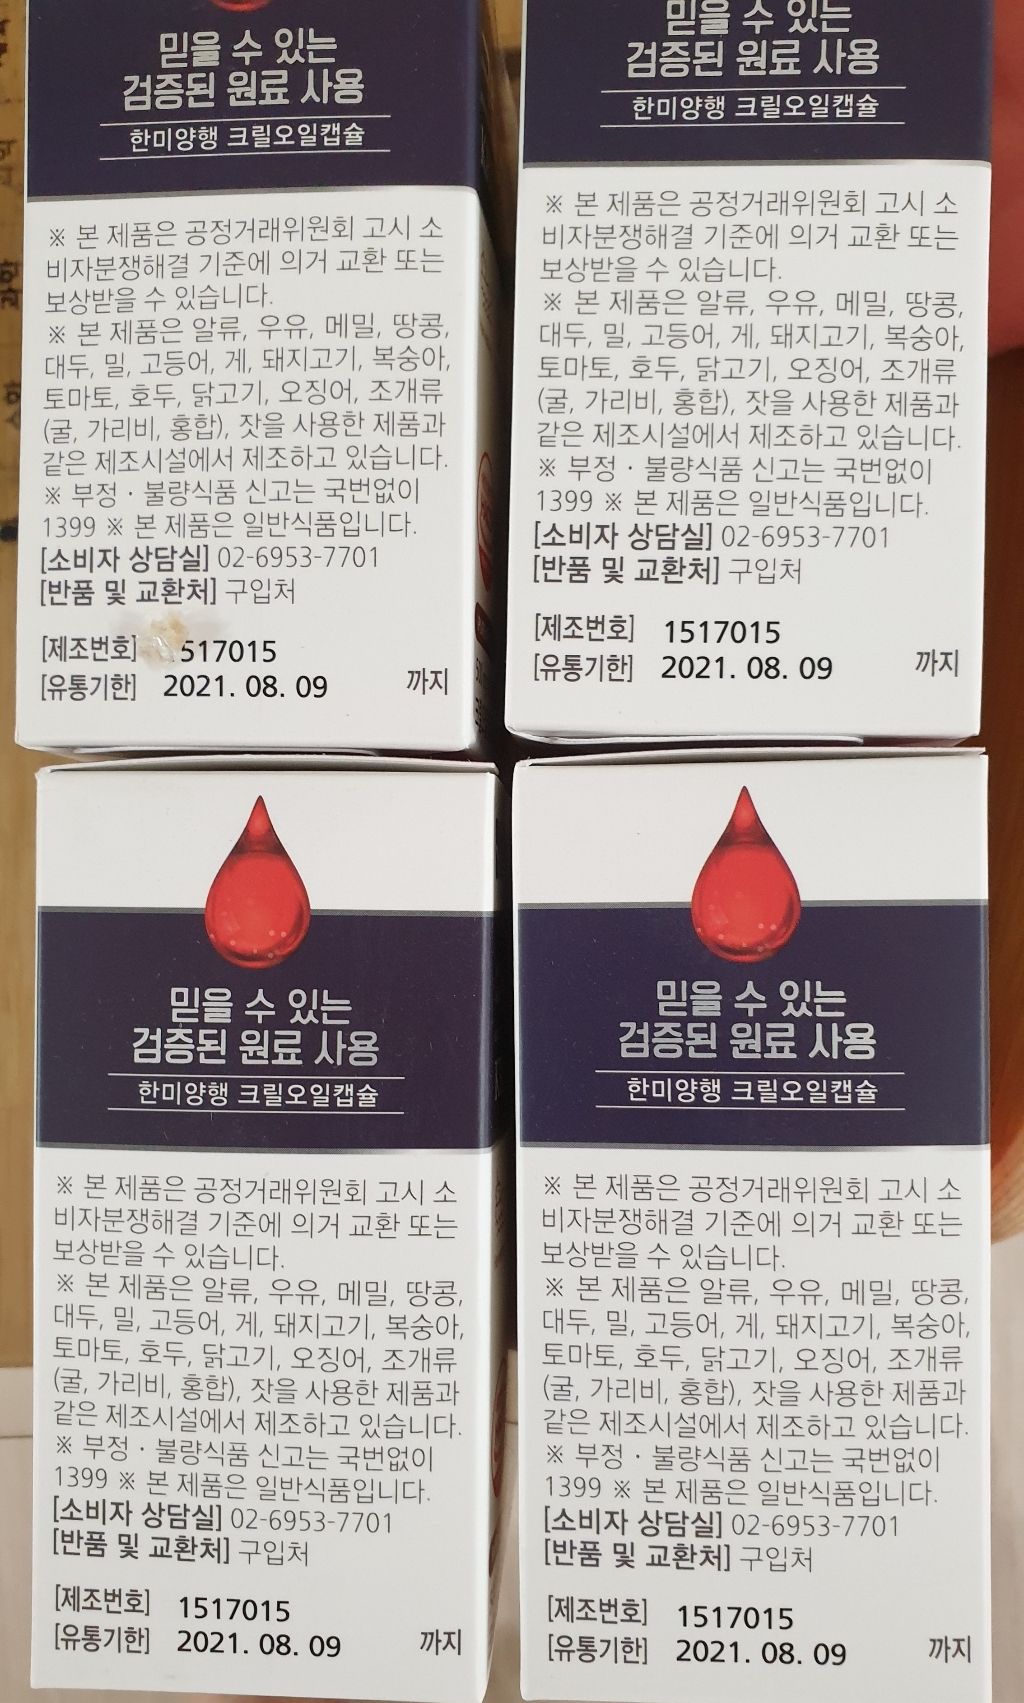 믿을 수 있는
검증된 원료 사용
한미양행 크릴오일캡슐
※ 본 제품은 공정거래위원회 고시 소
비자분쟁해결 기준에 의거 교환 또는
보상받을 수 있습니다.
※ 본 제품은 알류, 우유, 메밀, 땅콩,
대두, 밀, 고등어, 게, 돼지고기, 복숭아,
토마토, 호두, 닭고기, 오징어, 조개류
(굴, 가리비, 홍합), 잣을 사용한 제품과
같은 제조시설에서 제조하고 있습니다.
※ 부정 · 불량식품 신고는 국번없이
1399 ※ 본 제품은 일반식품입니다.
[소비자 상담실] 02-6953-7701
[반품 및 교환처] 구입처
[제조번호] 517015
[유통기한] 2021. 08. 09 까지
믿을 수 있는
검증된 원료 사용
한미양행 크릴오일캡슐
※ 본 제품은 공정거래위원회 고시 소
비자분쟁해결 기준에 의거 교환 또는
보상받을 수 있습니다.
※ 본 제품은 알류, 우유, 메밀, 땅콩,
대두, 밀, 고등어, 게, 돼지고기, 복숭아,
토마토, 호두, 닭고기, 오징어, 조개류
(굴, 가리비, 홍합), 잣을 사용한 제품과
같은 제조시설에서 제조하고 있습니다.
※ 부정 · 불량식품 신고는 국번없이
1399 ※ 본 제품은 일반식품입니다.
[소비자 상담실] 02-6953-7701
[반품 및 교환처] 구입처
[제조번호] 1517015
[유통기한] 2021. 08. 09 까지
믿을 수 있는
검증된 원료 사용
한미양행 크릴오일캡슐
※ 본 제품은 공정거래위원회 고시 소
비자분쟁해결 기준에 의거 교환 또는
보상받을 수 있습니다.
※ 본 제품은 알류, 우유, 메밀, 땅콩,
대두, 밀, 고등어, 게, 돼지고기, 복숭아,
토마토, 호두, 닭고기, 오징어, 조개류
(굴, 가리비, 홍합), 잣을 사용한 제품과
같은 제조시설에서 제조하고 있습니다.
※ 부정 · 불량식품 신고는 국번없이
1399 ※ 본 제품은 일반식품입니다.
[소비자 상담실] 02-6953-7701
[반품 및 교환처] 구입처
[제조번호] 1517015
[유통기한] 2021. 08. 09 까지
믿을 수 있는
검증된 원료 사용
한미양행 크릴오일캡슐
※ 본 제품은 공정거래위원회 고시 소
비자분쟁해결 기준에 의거 교환 또는
보상받을 수 있습니다.
※ 본 제품은 알류, 우유, 메밀, 땅콩,
대두, 밀, 고등어, 게, 돼지고기, 복숭아,
토마토, 호두, 닭고기, 오징어, 조개류
(굴, 가리비, 홍합), 잣을 사용한 제품과
같은 제조시설에서 제조하고 있습니다.
※ 부정 · 불량식품 신고는 국번없이
1399 ※ 본 제품은 일반식품입니다.
[소비자 상담실] 02-6953-7701
[반품 및 교환처] 구입처
[제조번호] 1517015
[유통기한] 2021. 08. 09 까지